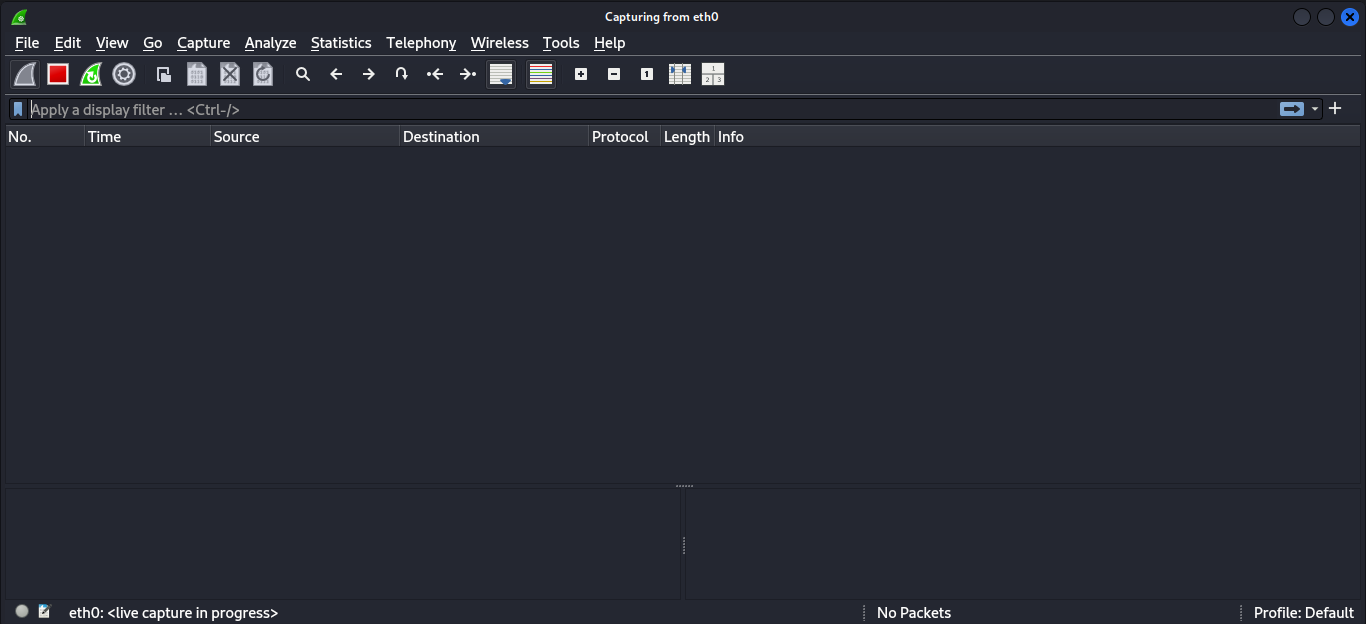 Capturing from eth0
File Edit View Go Capture Analyze Statistics Telephony Wireless Tools Help
Apply a display filter ... <Ctrl-/>
No. Time Source Destination Protocol Length Info
eth0: <live capture in progress> No Packets Profile: Default